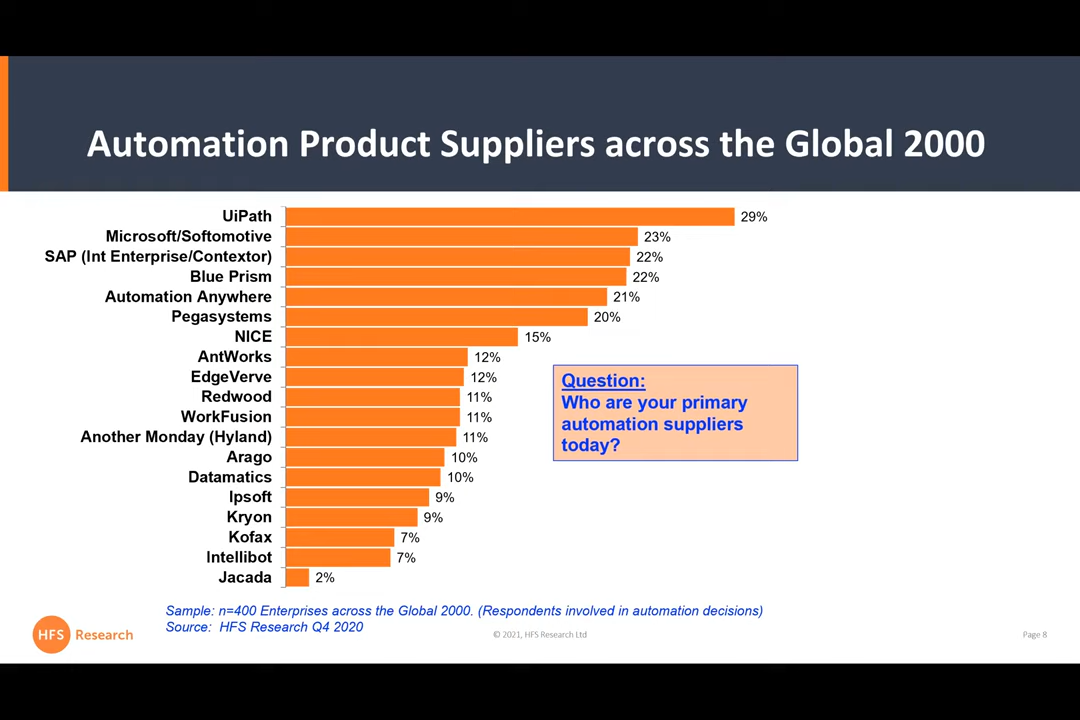 Automation Product Suppliers across the Global 2000
UiPath 29%
Microsoft/Softomotive 23%
SAP (Int Enterprise/Contextor) 22%
Blue Prism 22%
Automation Anywhere 21%
Pegasystems 20%
NICE 15%
AntWorks 12%
EdgeVerve 12%
Redwood 11%
WorkFusion 11%
Another Monday (Hyland) 11%
Arago 10%
Datamatics 10%
Ipsoft 9%
Kryon 9%
Kofax 7%
Intellibot 7%
Jacada 2%
Question:
Who are your primary
automation suppliers
today?
Sample: n=400 Enterprises across the Global 2000. (Respondents involved in automation decisions)
Source: HFS Research Q4 2020
HFS Research
© 2021, HFS Research Ltd
Page 8